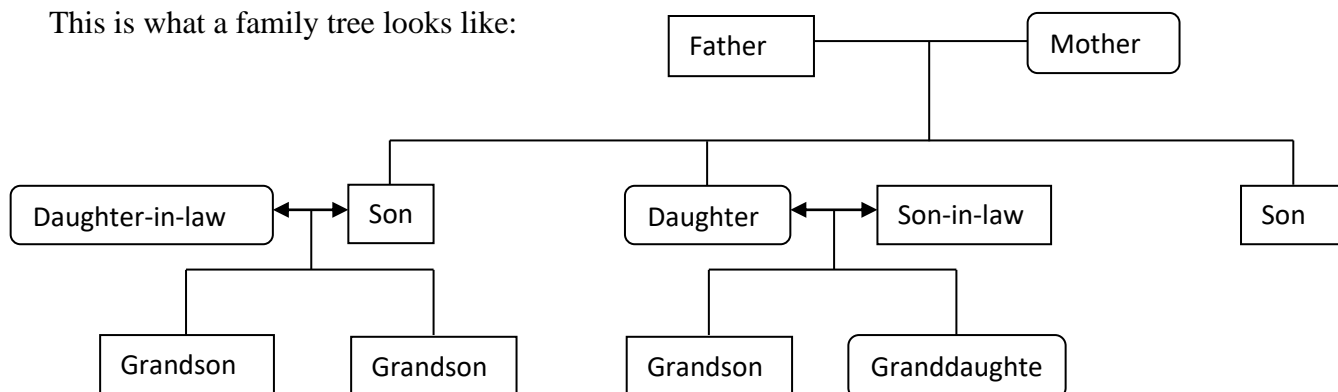 This is what a family tree looks like:
Father Mother
Daughter-in-law Son Daughter Son-in-law Son
Grandson Grandson Grandson Granddaughte